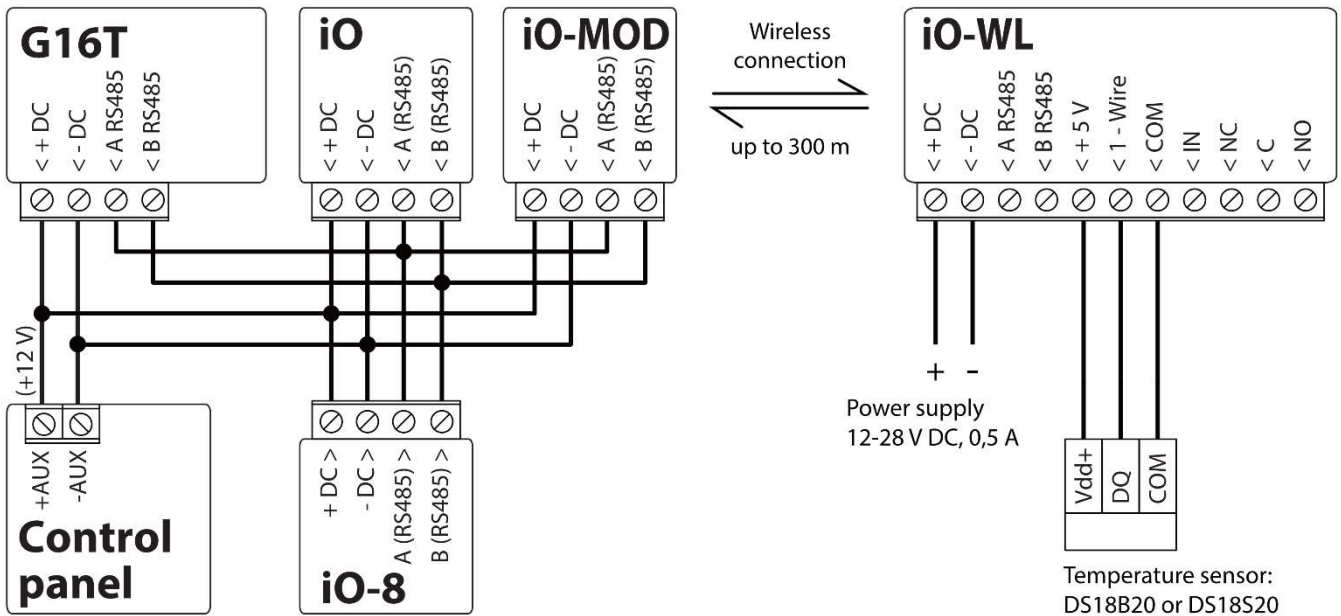 G16T
< + DC
< - DC
< A RS485
< B RS485
iO
< + DC
< - DC
< A (RS485)
< B (RS485)
iO-MOD
< + DC
< - DC
< A (RS485)
< B (RS485)
Wireless
connection
up to 300 m
iO-WL
< + DC
< - DC
< A RS485
< B RS485
< + 5 V
< 1 - Wire
< COM
< IN
< NC
< C
< NO
(+12 V)
+AUX
-AUX
Control
panel
+ DC >
- DC >
A (RS485) >
B (RS485) >
iO-8
+ -
Power supply
12-28 V DC, 0,5 A
Vdd+
DQ
COM
Temperature sensor:
DS18B20 or DS18S20